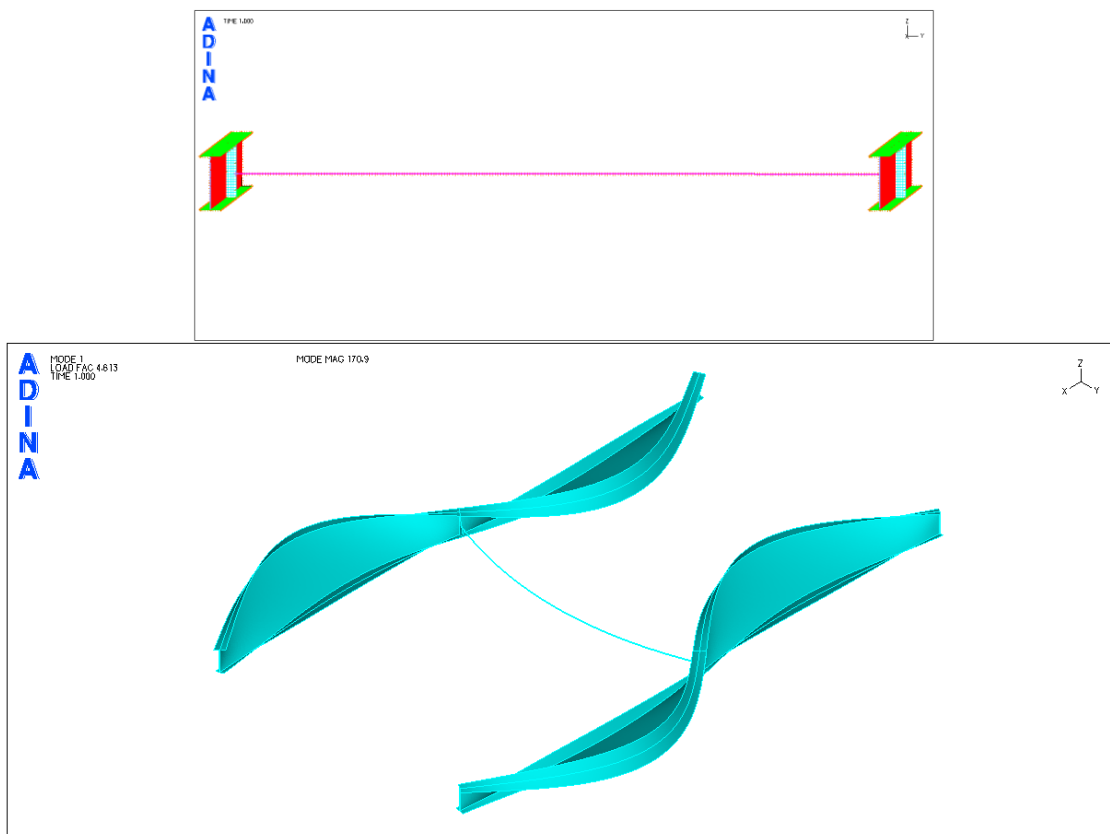 ADINA
TIME 1.000
Z
X Y
ADINA
MODE 1
LOAD FAC 4.613
TIME 1.000
MODE MAG 170.9
Z
X Y